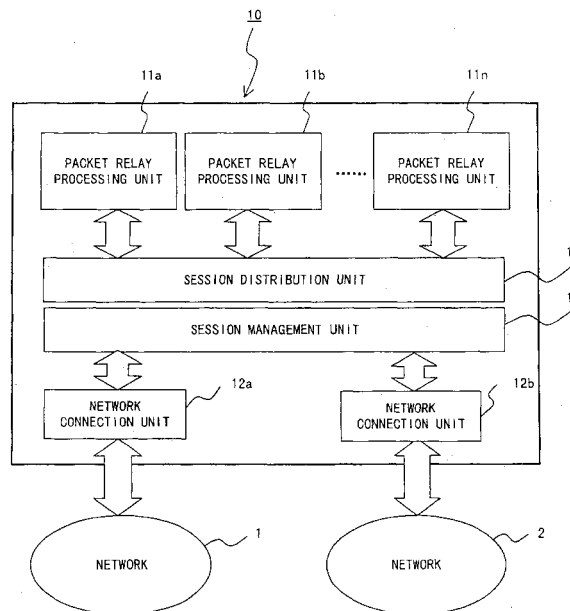 10
11a
11b
11n
PACKET RELAY
PROCESSING UNIT
PACKET RELAY
PROCESSING UNIT
......
PACKET RELAY
PROCESSING UNIT
SESSION DISTRIBUTION UNIT
SESSION MANAGEMENT UNIT
12a
12b
NETWORK
CONNECTION UNIT
NETWORK
CONNECTION UNIT
1
2
NETWORK
NETWORK